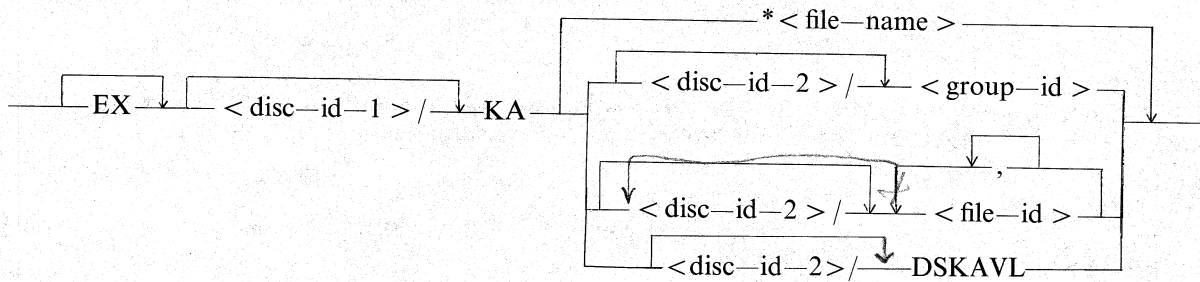 * < file—name >
< disc—id—2 > / < group—id >
EX < disc—id—1 > / KA
,
< disc—id—2 > / < file—id >
<disc—id—2>/ DSKAVL